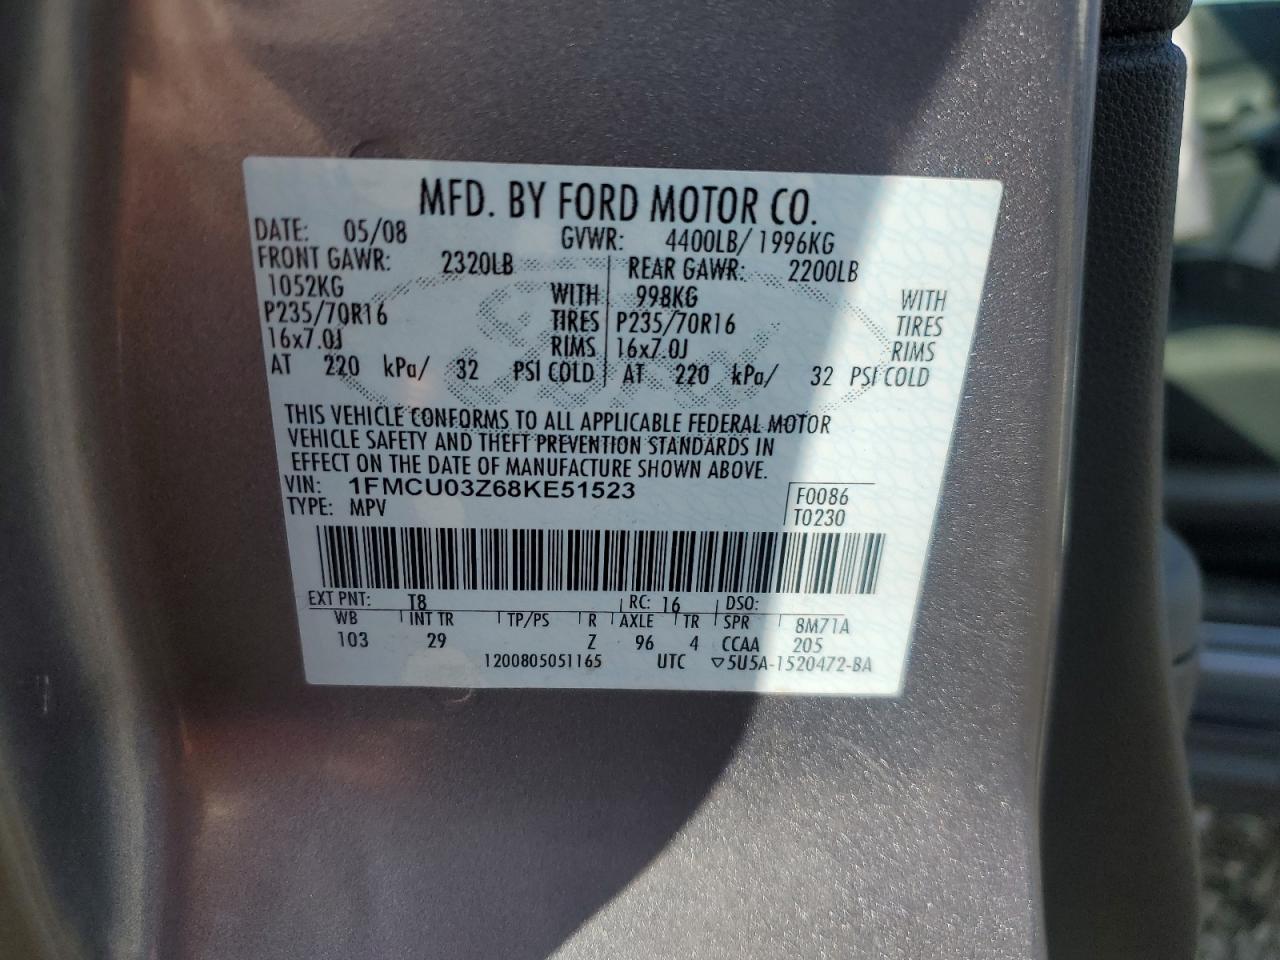 MFD. BY FORD MOTOR CO.
DATE: 05/08 GVWR: 4400LB/1996KG
FRONT GAWR: 2320LB REAR GAWR: 2200LB
1052KG WITH 998KG WITH
P235/70R16 TIRES P235/70R16 TIRES
16x7.0J RIMS 16x7.0J RIMS
AT 220 kPa/ 32 PSI COLD AT 220 kPa/ 32 PSI COLD
THIS VEHICLE CONFORMS TO ALL APPLICABLE FEDERAL MOTOR
VEHICLE SAFETY AND THEFT PREVENTION STANDARDS IN
EFFECT ON THE DATE OF MANUFACTURE SHOWN ABOVE.
VIN: 1FMCU03Z68KE51523 F0086
TYPE: MPV T0230
EXT PNT: T8 RC: 16 DSO:
WB INT TR TP/PS R AXLE TR SPR 8M71A
103 29 Z 96 4 CCAA 205
1200805051165 UTC ▽5U5A-1520472-BA